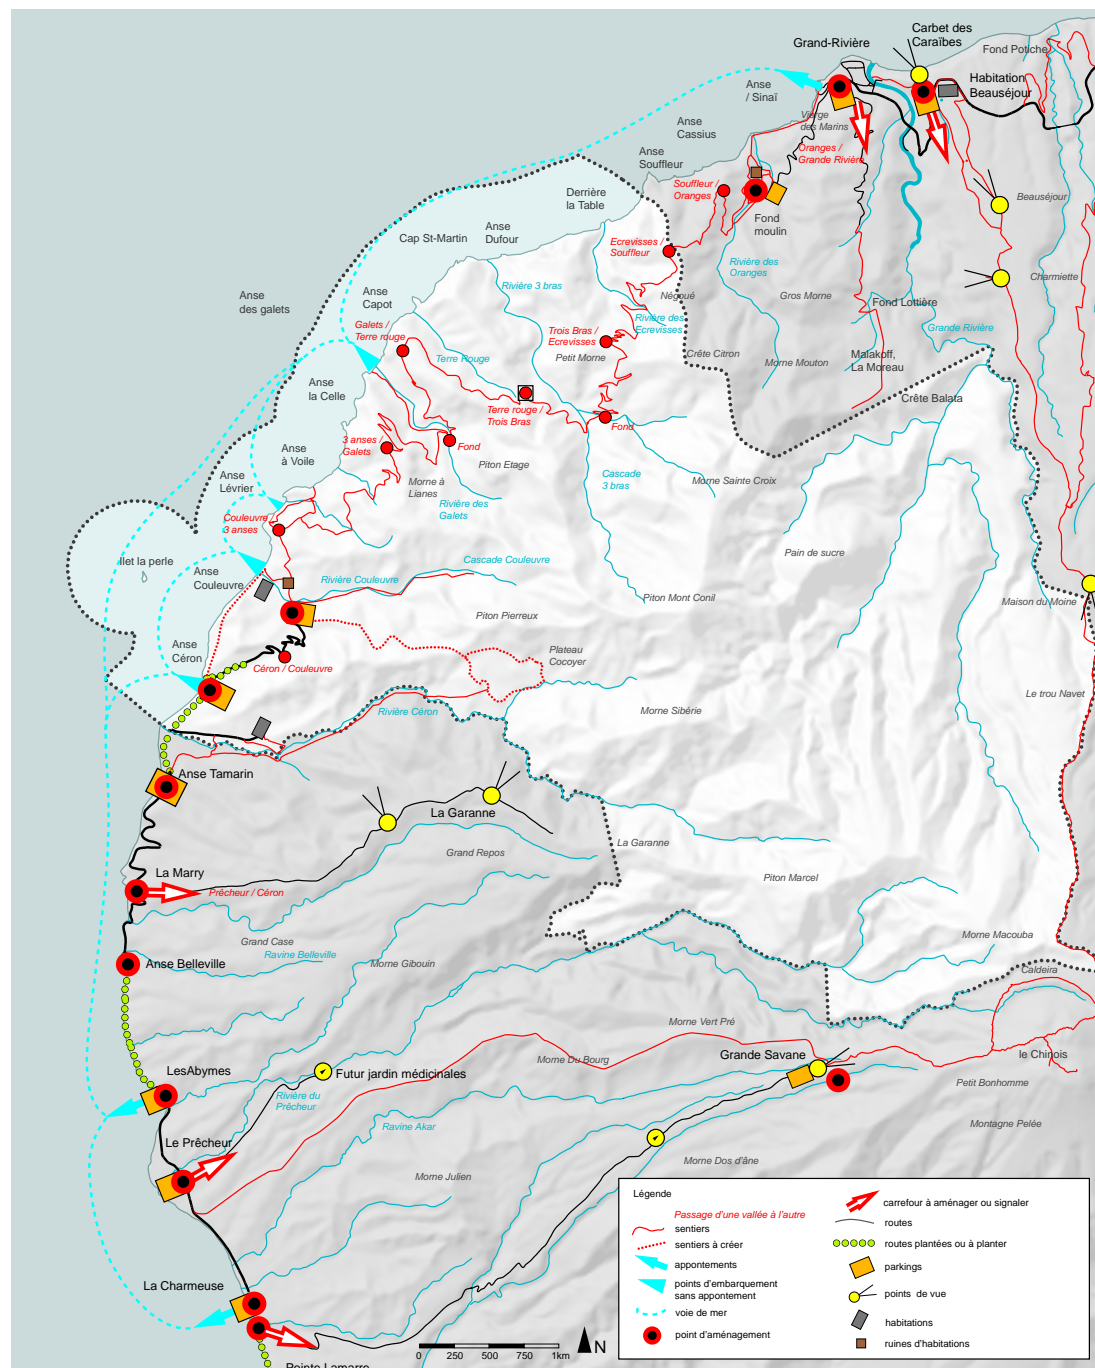 Carbet des
Caraïbes
Grand-Rivière
Fond Potiche
Habitation
Beauséjour
Anse
/ Sinaï
Vierge
des Marins
Anse
Cassius
Oranges /
Grande Rivière
Anse
Souffleur
Souffleur /
Oranges
Derrière
la Table
Beauséjour
Fond
moulin
Anse
Dufour
Cap St-Martin
Ecrevisses /
Souffleur
Rivière des
Oranges
Charmiette
Rivière 3 bras
Anse
Capot
Anse
des galets
Négoué
Gros Morne
Fond Lottière
Rivière des
Ecrevisses
Grande Rivière
Galets /
Terre rouge
Trois Bras /
Ecrevisses
Petit Morne
Terre Rouge
Crête Citron
Morne Mouton
Malakoff,
La Moreau
Anse
la Celle
Crête Balata
Terre rouge /
Trois Bras
Fond
3 anses /
Galets
Fond
Anse
à Voile
Piton Etage
Cascade
3 bras
Morne Sainte Croix
Anse
Lévrier
Morne à
Lianes
Rivière des
Galets
Couleuvre
3 anses
Pain de sucre
Ilet la perle
Cascade Couleuvre
Anse
Couleuvre
Rivière Couleuvre
Piton Mont Conil
Maison du Moine
Piton Pierreux
Anse
Céron
Plateau
Cocoyer
Céron / Couleuvre
Le trou Navet
Rivière Céron
Morne Sibérie
Anse Tamarin
La Garanne
La Garanne
Grand Repos
La Marry
Prêcheur / Céron
Piton Marcel
Grand Case
Ravine Belleville
Morne Macouba
Anse Belleville
Morne Gibouin
Caldeira
Morne Vert Pré
Morne Du Bourg
Grande Savane
le Chinois
LesAbymes
Futur jardin médicinales
Petit Bonhomme
Rivière du
Prêcheur
Ravine Akar
Montagne Pelée
Le Prêcheur
Morne Dos d'âne
Morne Julien
La Charmeuse
Pointe Lamarre
Légende
Passage d'une vallée à l'autre
sentiers
sentiers à créer
appontements
points d'embarquement
sans appontement
voie de mer
point d'aménagement
carrefour à aménager ou signaler
routes
routes plantées ou à planter
parkings
points de vue
habitations
ruines d'habitations
0 250 500 750 1km
N